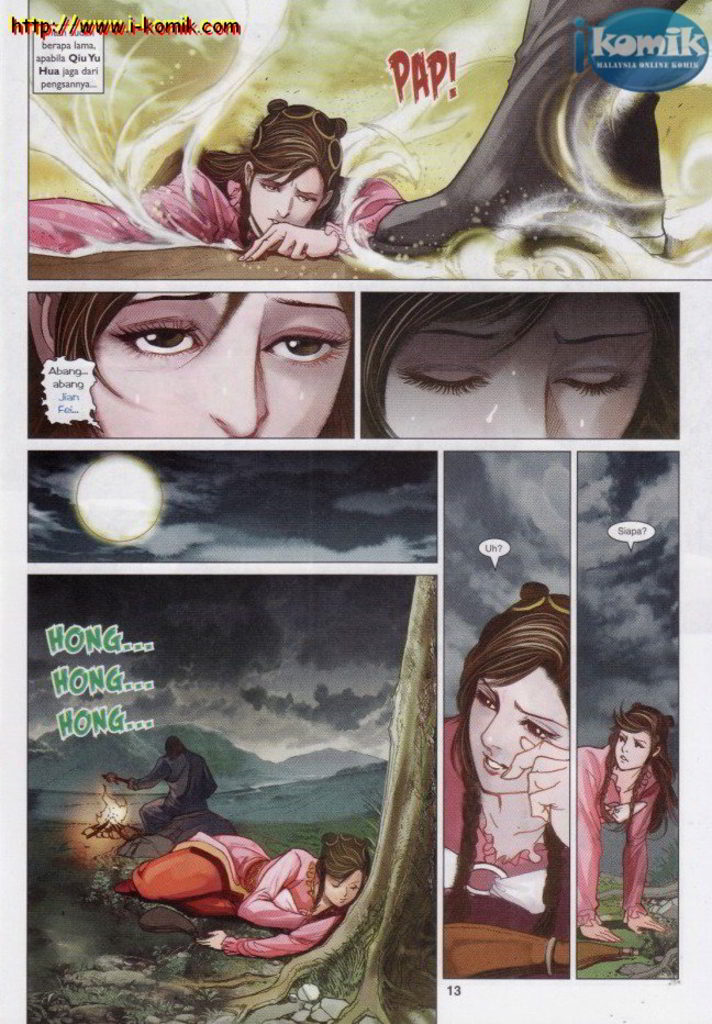 http://www.i-komik.com
berapa lama,
apabila Qiu Yu
Hua jaga dari
pengsannya...
PAP!
iKomik
MALAYSIA ONLINE KOMIK
Abang...
abang
Jian
Fei...
Uh?
Siapa?
HONG...
HONG...
HONG...
13